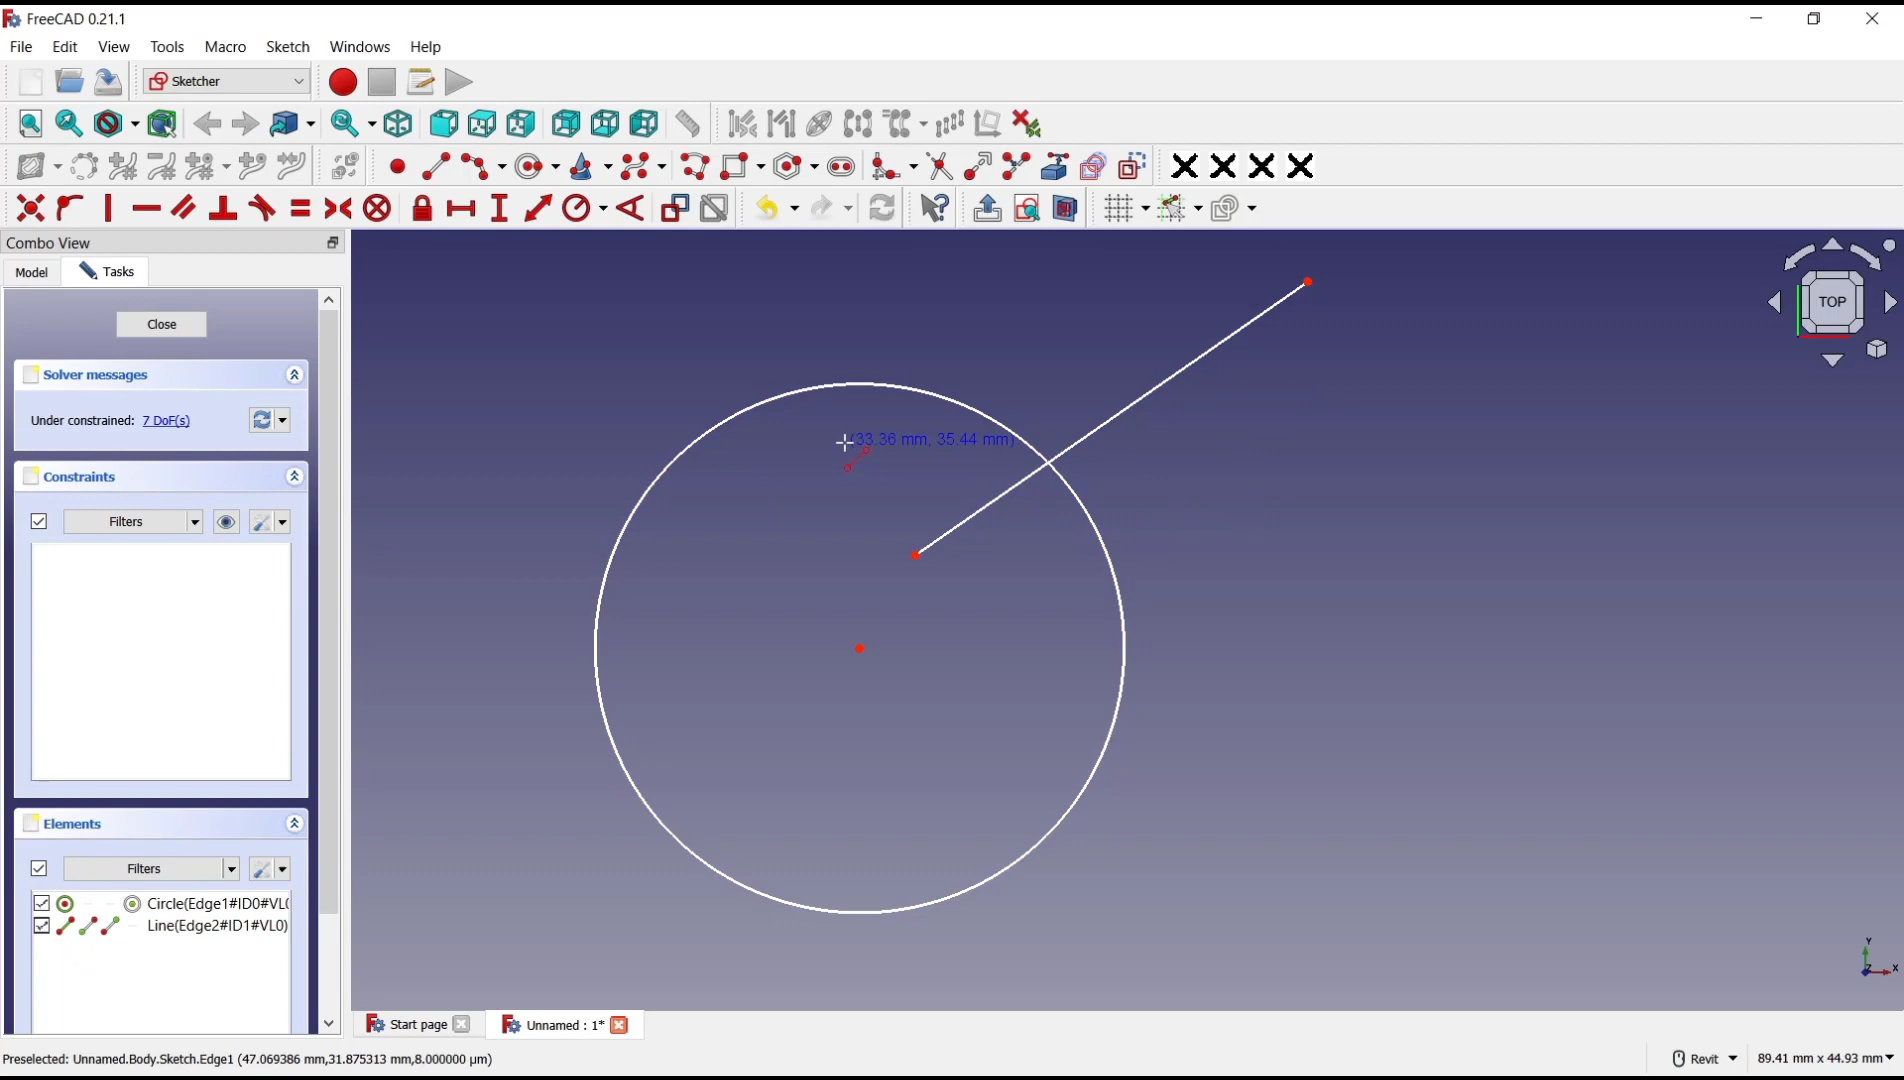 FreeCAD 0.21.1
File Edit View Tools Macro Sketch Windows Help
Sketcher
Combo View
Model Tasks
TOP
Close
Solver messages
Under constrained: 7 DoF(s)
(33.36 mm, 35.44 mm)
Constraints
Filters
Elements
Filters
Circle(Edge1#ID0#VL(
Line(Edge2#ID1#VL0)
Y
Z
X
Start page
Unnamed : 1*
Preselected: Unnamed.Body.Sketch.Edge1 (47.069386 mm,31.875313 mm,8.000000 µm)
Revit
89.41 mm x 44.93 mm